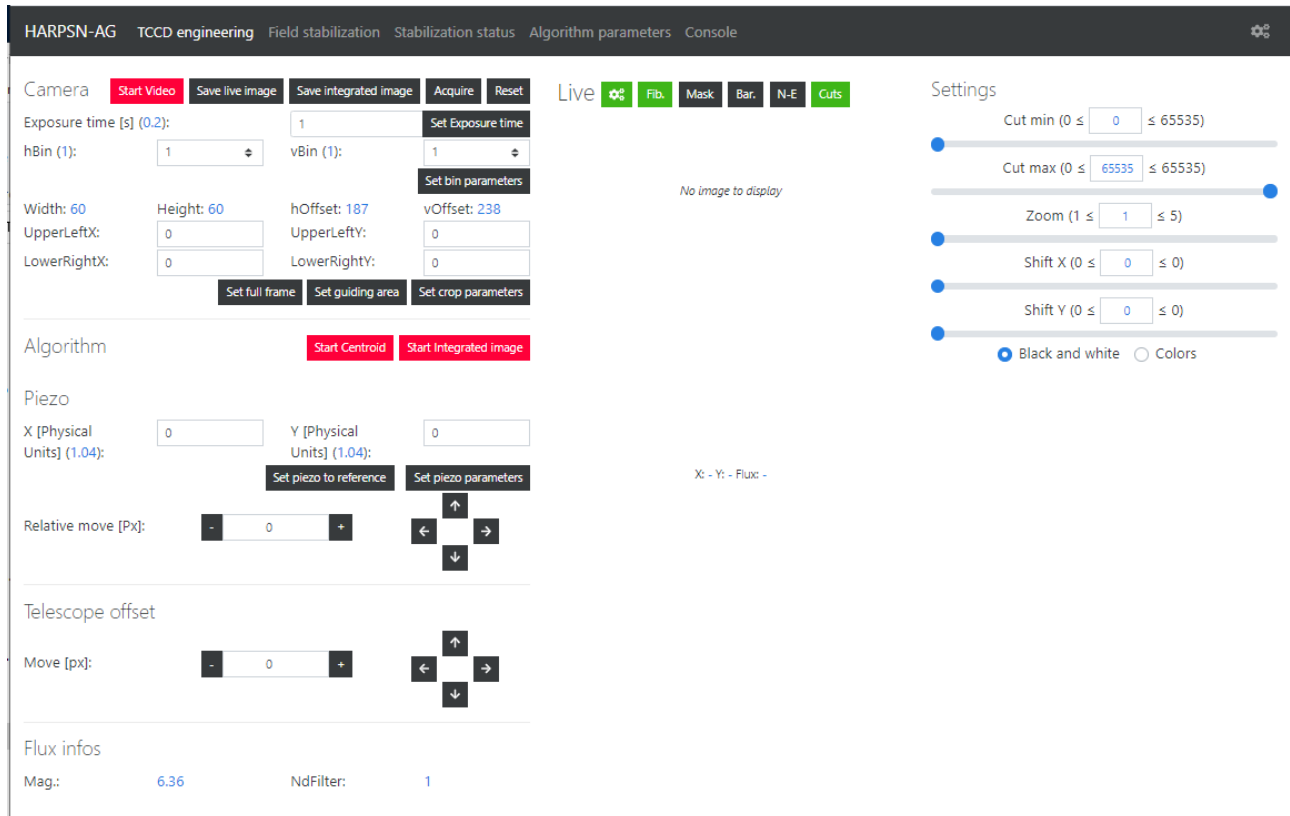 HARPSN-AG TCCD engineering Field stabilization Stabilization status Algorithm parameters Console
Camera Start Video Save live image Save integrated image Acquire Reset
Exposure time [s] (0.2): 1 Set Exposure time
hBin (1): 1 vBin (1): 1
Set bin parameters
Width: 60 Height: 60 hOffset: 187 vOffset: 238
UpperLeftX: 0 UpperLeftY: 0
LowerRightX: 0 LowerRightY: 0
Set full frame Set guiding area Set crop parameters
Algorithm Start Centroid Start Integrated image
Piezo
X [Physical Units] (1.04): 0 Y [Physical Units] (1.04): 0
Set piezo to reference Set piezo parameters
Relative move [Px]: - 0 +
Telescope offset
Move [px]: - 0 +
Flux infos
Mag.: 6.36 NdFilter: 1
Live Fib. Mask Bar. N-E Cuts
No image to display
X: - Y: - Flux: -
Settings
Cut min (0 ≤ 0 ≤ 65535)
Cut max (0 ≤ 65535 ≤ 65535)
Zoom (1 ≤ 1 ≤ 5)
Shift X (0 ≤ 0 ≤ 0)
Shift Y (0 ≤ 0 ≤ 0)
Black and white Colors